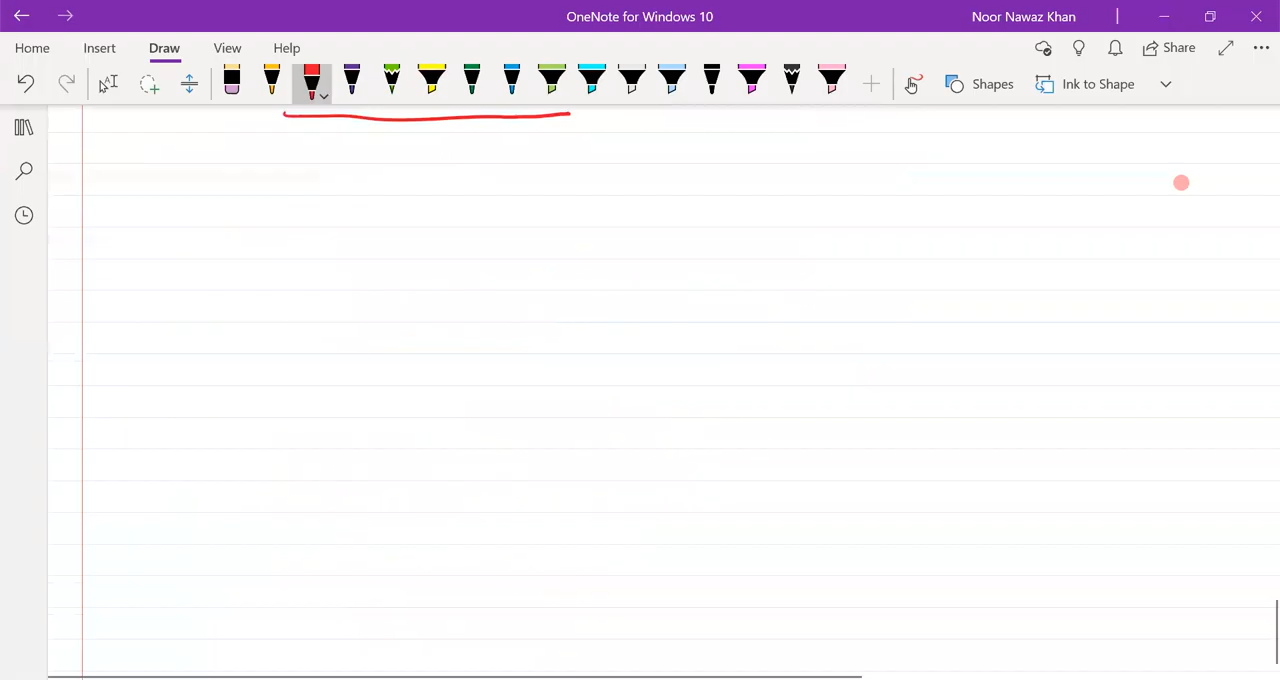 OneNote for Windows 10
Noor Nawaz Khan
Home Insert Draw View Help
Share
Shapes
Ink to Shape